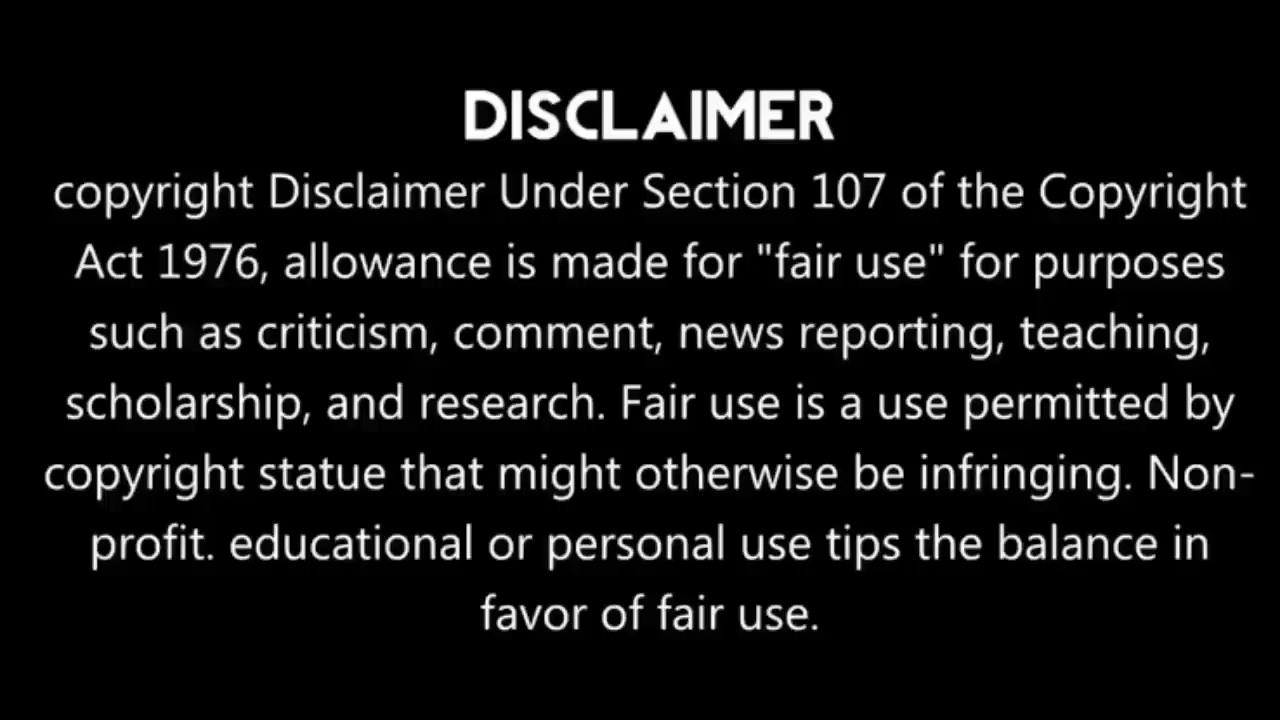 DISCLAIMER
copyright Disclaimer Under Section 107 of the Copyright
Act 1976, allowance is made for "fair use" for purposes
such as criticism, comment, news reporting, teaching,
scholarship, and research. Fair use is a use permitted by
copyright statue that might otherwise be infringing. Non-
profit. educational or personal use tips the balance in
favor of fair use.